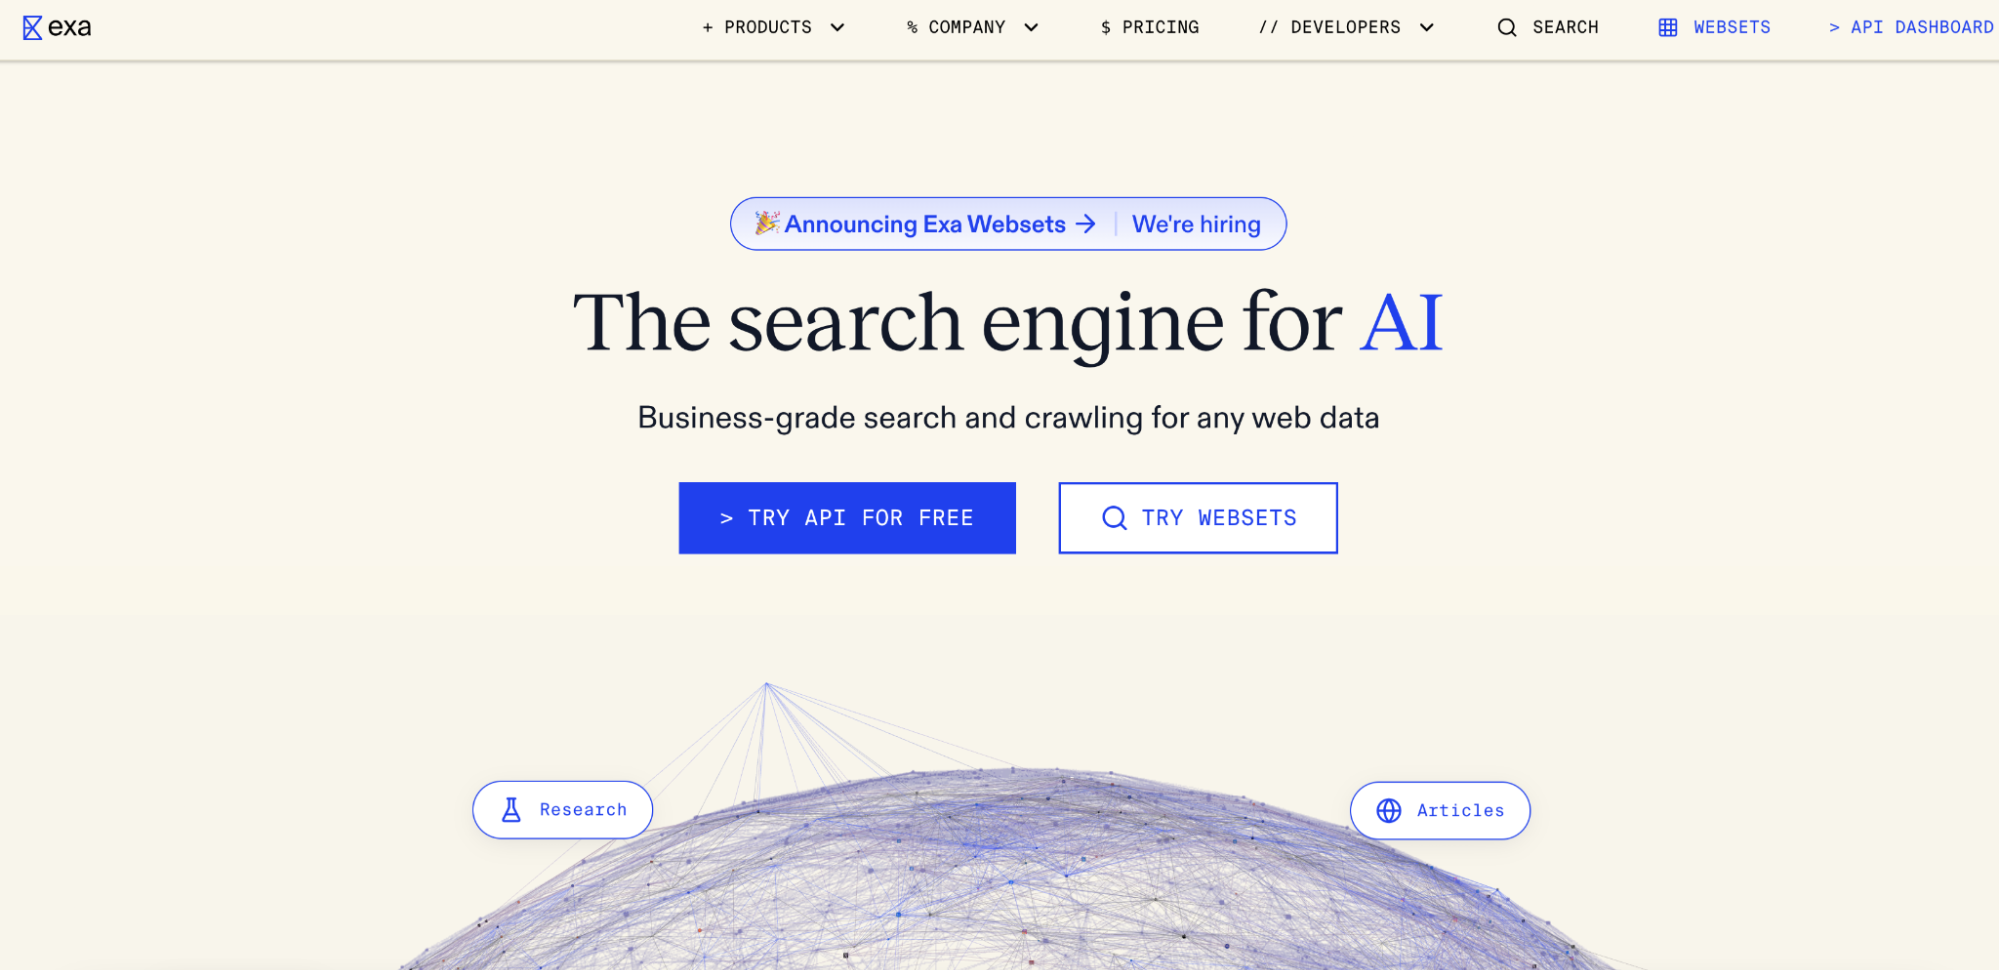 exa
+ PRODUCTS
% COMPANY
$ PRICING
// DEVELOPERS
SEARCH
WEBSETS
> API DASHBOARD
🎉 Announcing Exa Websets → | We're hiring
The search engine for AI
Business-grade search and crawling for any web data
> TRY API FOR FREE
TRY WEBSETS
Research
Articles